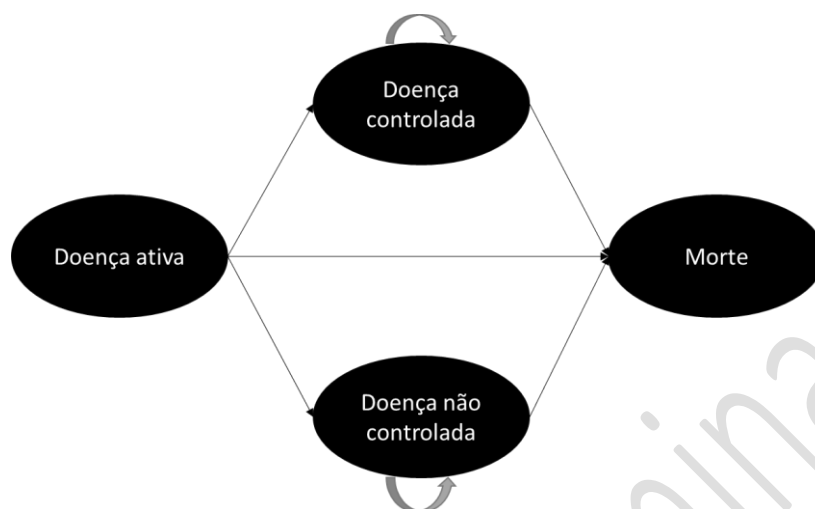 Doença
controlada
Doença ativa
Morte
Doença não
controlada